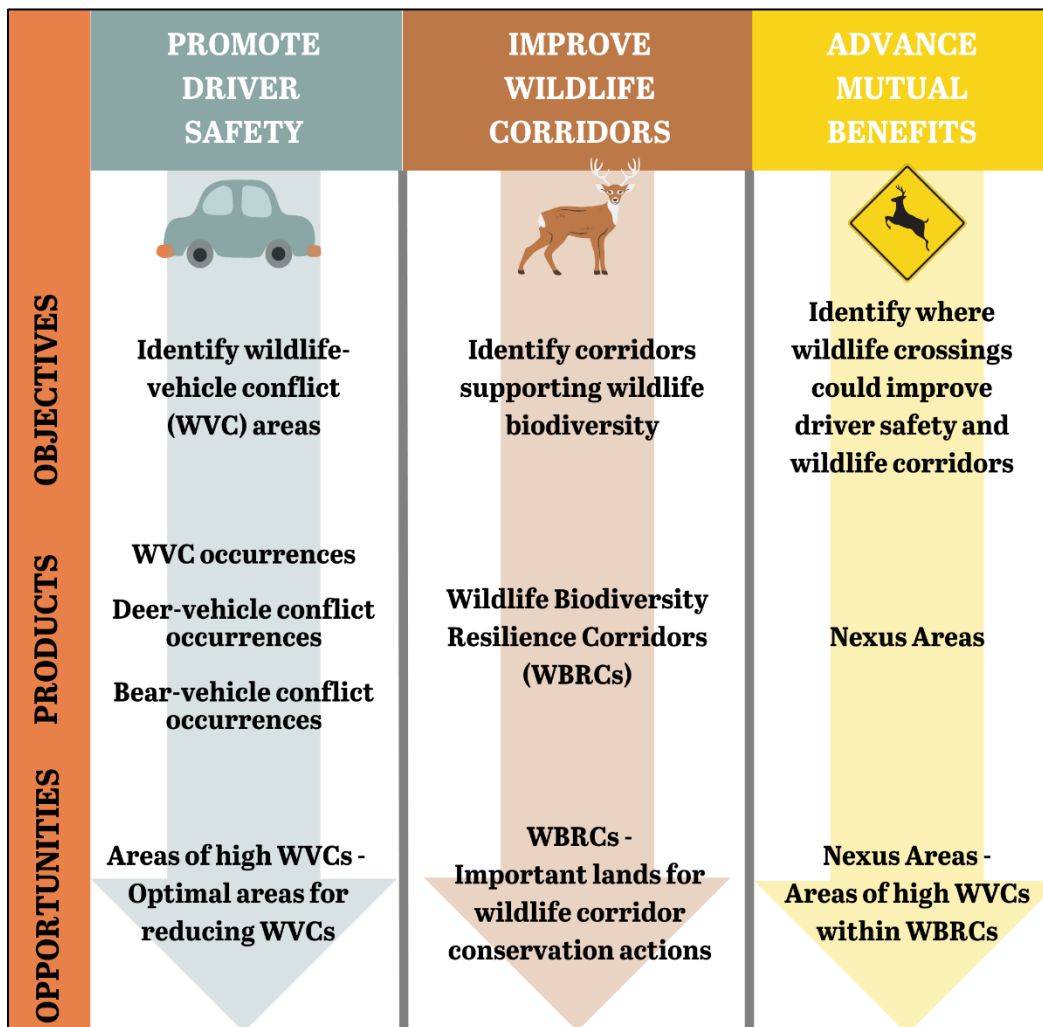 PROMOTE
DRIVER
SAFETY
IMPROVE
WILDLIFE
CORRIDORS
ADVANCE
MUTUAL
BENEFITS
OBJECTIVES
Identify wildlife-
vehicle conflict
(WVC) areas
Identify corridors
supporting wildlife
biodiversity
Identify where
wildlife crossings
could improve
driver safety and
wildlife corridors
PRODUCTS
WVC occurrences
Deer-vehicle conflict
occurrences
Bear-vehicle conflict
occurrences
Wildlife Biodiversity
Resilience Corridors
(WBRCs)
Nexus Areas
OPPORTUNITIES
Areas of high WVCs -
Optimal areas for
reducing WVCs
WBRCs -
Important lands for
wildlife corridor
conservation actions
Nexus Areas -
Areas of high WVCs
within WBRCs